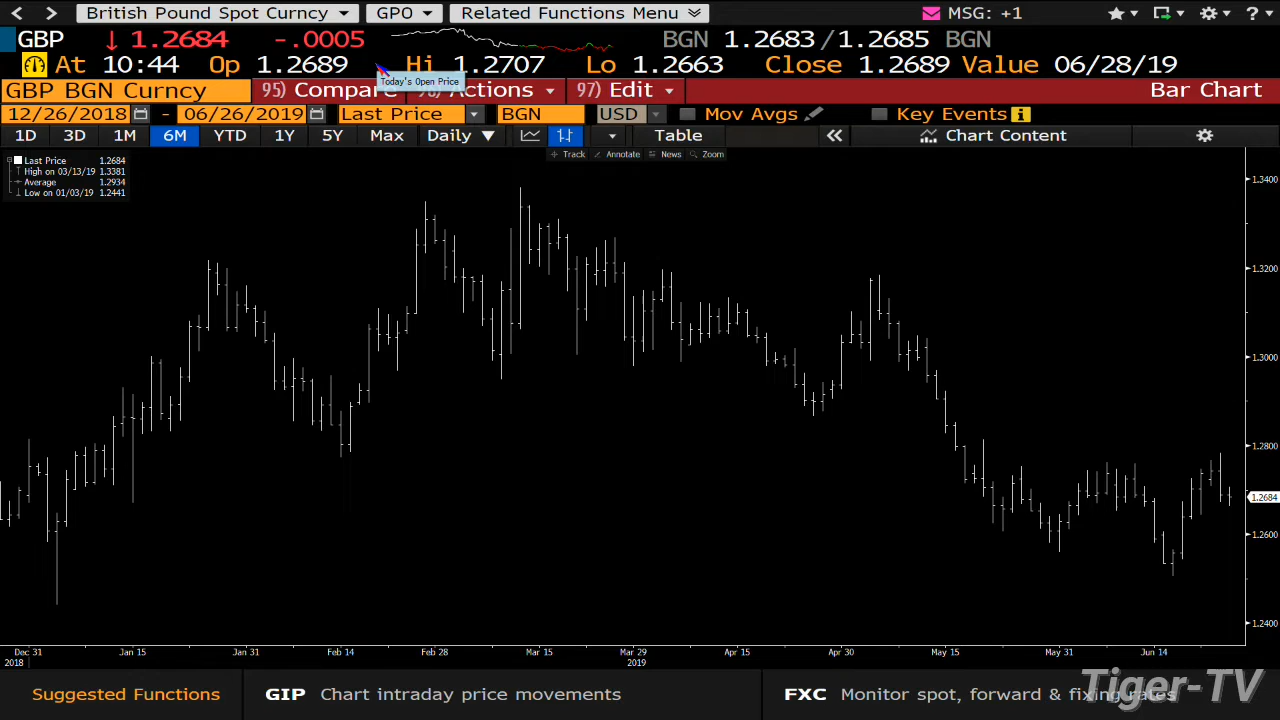 British Pound Spot Curncy GPO Related Functions Menu MSG: +1 ?
GBP ↓ 1.2684 -.0005 BGN 1.2683 / 1.2685 BGN
At 10:44 Op 1.2689 Hi 1.2707 Lo 1.2663 Close 1.2689 Value 06/28/19
Today's Open Price
GBP BGN Curncy 95) Compare Actions 97) Edit Bar Chart
12/26/2018 - 06/26/2019 Last Price BGN USD Mov Avgs Key Events i
1D 3D 1M 6M YTD 1Y 5Y Max Daily ▼ Table « Chart Content
Track Annotate News Zoom
Last Price 1.2684
High on 03/13/19 1.3381
Average 1.2934
Low on 01/03/19 1.2441
1.3400
1.3200
1.3000
1.2800
1.2684
1.2600
1.2400
Dec 31 Jan 15 Jan 31 Feb 14 Feb 28 Mar 15 Mar 29 Apr 15 Apr 30 May 15 May 31 Jun 14
2018 2019
Suggested Functions GIP Chart intraday price movements FXC Monitor spot, forward & fixing rates
Tiger-TV